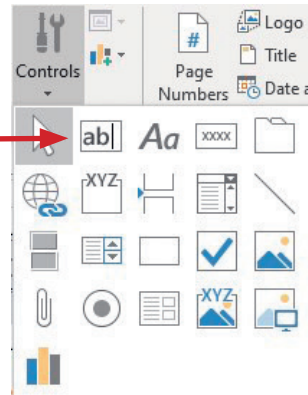 Logo
#
Title
Controls
Page
Numbers
Date a
ab
Aa
xxxx
XYZ
XYZ